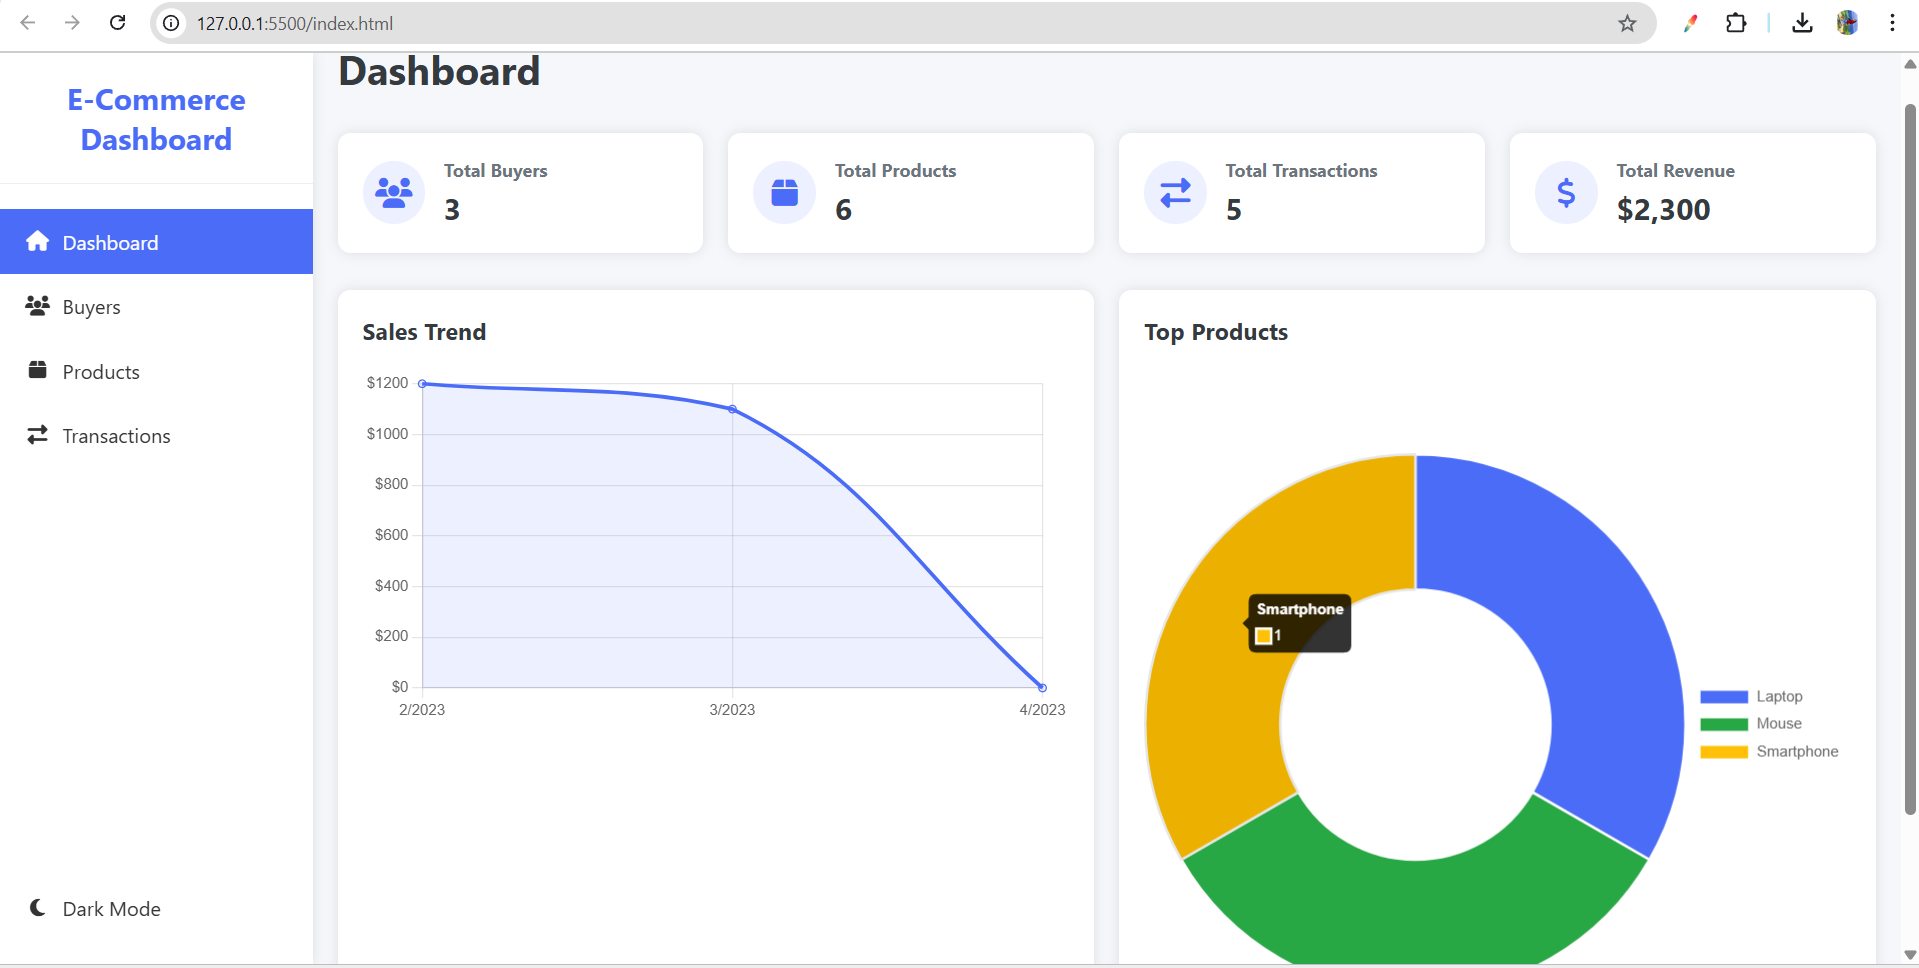 127.0.0.1:5500/index.html
E-Commerce
Dashboard
Dashboard
Buyers
Products
Transactions
Dark Mode
Dashboard
Total Buyers
3
Total Products
6
Total Transactions
5
Total Revenue
$2,300
Sales Trend
$1200
$1000
$800
$600
$400
$200
$0
2/2023
3/2023
4/2023
Top Products
Smartphone
1
Laptop
Mouse
Smartphone